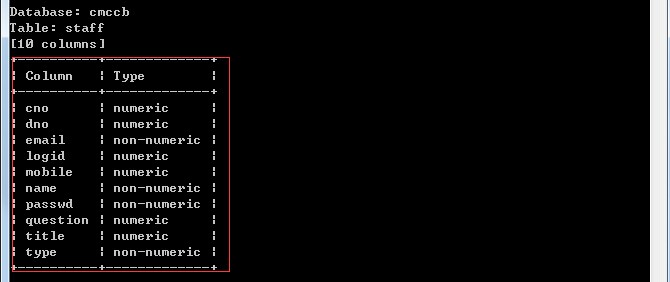 Database: cmccb
Table: staff
[10 columns]
+----------+-------------+
| Column | Type |
+----------+-------------+
| cno | numeric |
| dno | numeric |
| email | non-numeric |
| logid | numeric |
| mobile | numeric |
| name | non-numeric |
| passwd | non-numeric |
| question | numeric |
| title | numeric |
| type | non-numeric |
+----------+-------------+